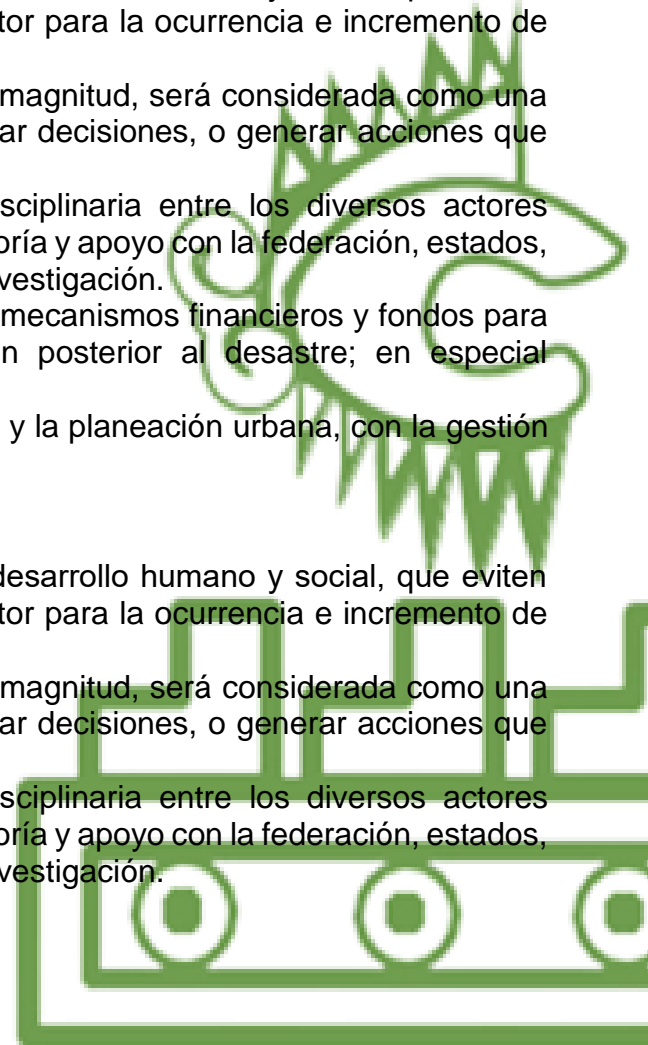 tor para la ocurrencia e incremento de
magnitud, será considerada como una
ar decisiones, o generar acciones que
sciplinaria entre los diversos actores
oría y apoyo con la federación, estados,
vestigación.
mecanismos financieros y fondos para
n posterior al desastre; en especial
y la planeación urbana, con la gestión
desarrollo humano y social, que eviten
tor para la ocurrencia e incremento de
magnitud, será considerada como una
ar decisiones, o generar acciones que
sciplinaria entre los diversos actores
oría y apoyo con la federación, estados,
vestigación.